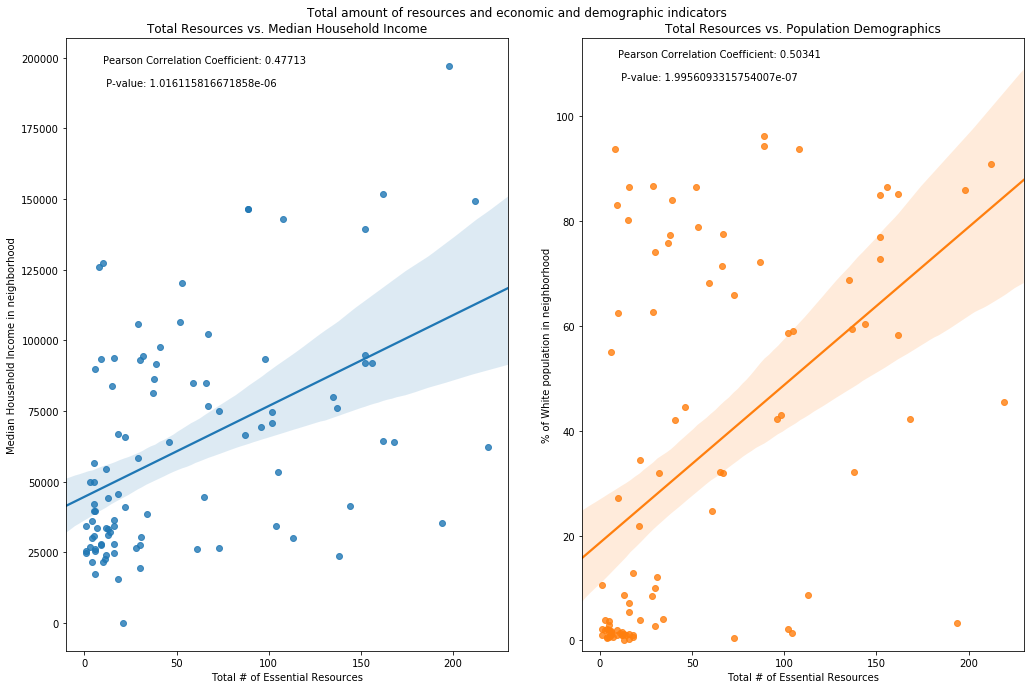 Total amount of resources and economic and demographic indicators
Total Resources vs. Median Household Income
Pearson Correlation Coefficient: 0.47713
P-value: 1.016115816671858e-06
200000
175000
150000
125000
100000
75000
50000
25000
0
Median Household Income in neighborhood
0 50 100 150 200
Total # of Essential Resources
Total Resources vs. Population Demographics
Pearson Correlation Coefficient: 0.50341
P-value: 1.9956093315754007e-07
100
80
60
40
20
0
% of White population in neighborhood
0 50 100 150 200
Total # of Essential Resources